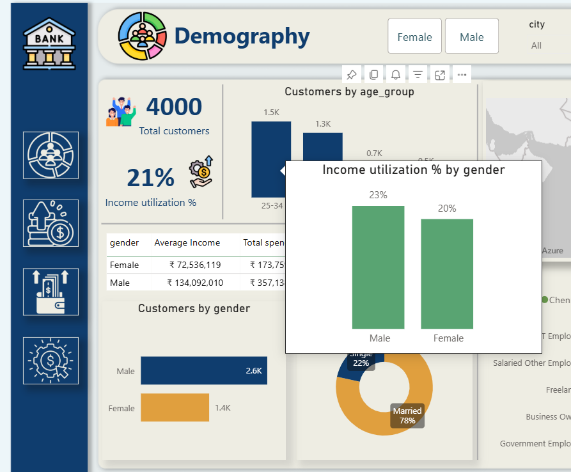 BANK
Demography
Female
Male
city
All
4000
Total customers
21%
Income utilization %
Customers by age_group
1.5K
1.3K
0.7K
25-34
Income utilization % by gender
23%
20%
Male
Female
gender Average Income Total spen
Female ₹ 72,536,119 ₹ 173,75
Male ₹ 134,092,010 ₹ 357,13
Customers by gender
Male 2.6K
Female 1.4K
Single
22%
Married
78%
Azure
Chen
T Emplo
Salaried Other Emplo
Freelan
Business Ow
Government Emplo